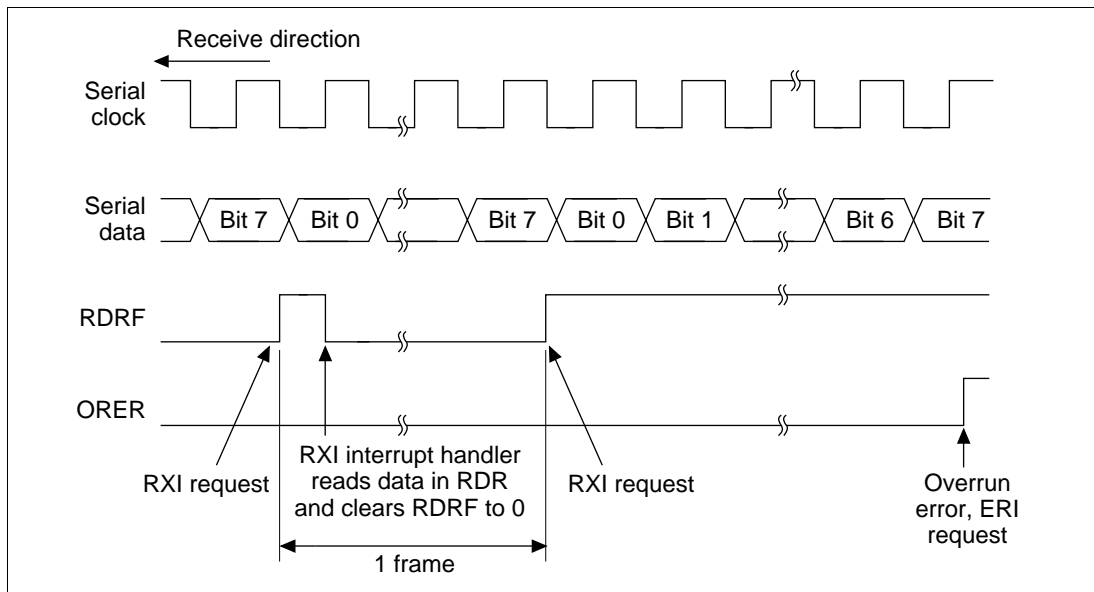 Receive direction
Serial
clock
Serial
data
Bit 7
Bit 0
Bit 7
Bit 0
Bit 1
Bit 6
Bit 7
RDRF
ORER
RXI request
RXI interrupt handler
reads data in RDR
and clears RDRF to 0
RXI request
Overrun
error, ERI
request
1 frame